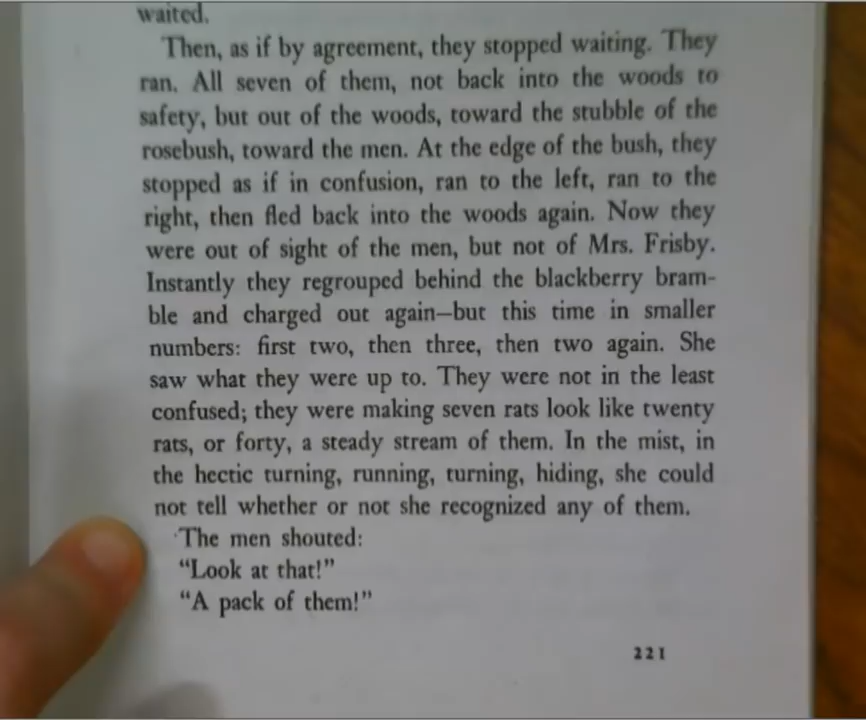 waited.
Then, as if by agreement, they stopped waiting. They
ran. All seven of them, not back into the woods to
safety, but out of the woods, toward the stubble of the
rosebush, toward the men. At the edge of the bush, they
stopped as if in confusion, ran to the left, ran to the
right, then fled back into the woods again. Now they
were out of sight of the men, but not of Mrs. Frisby.
Instantly they regrouped behind the blackberry bram-
ble and charged out again—but this time in smaller
numbers: first two, then three, then two again. She
saw what they were up to. They were not in the least
confused; they were making seven rats look like twenty
rats, or forty, a steady stream of them. In the mist, in
the hectic turning, running, turning, hiding, she could
not tell whether or not she recognized any of them.
The men shouted:
“Look at that!”
“A pack of them!”
221